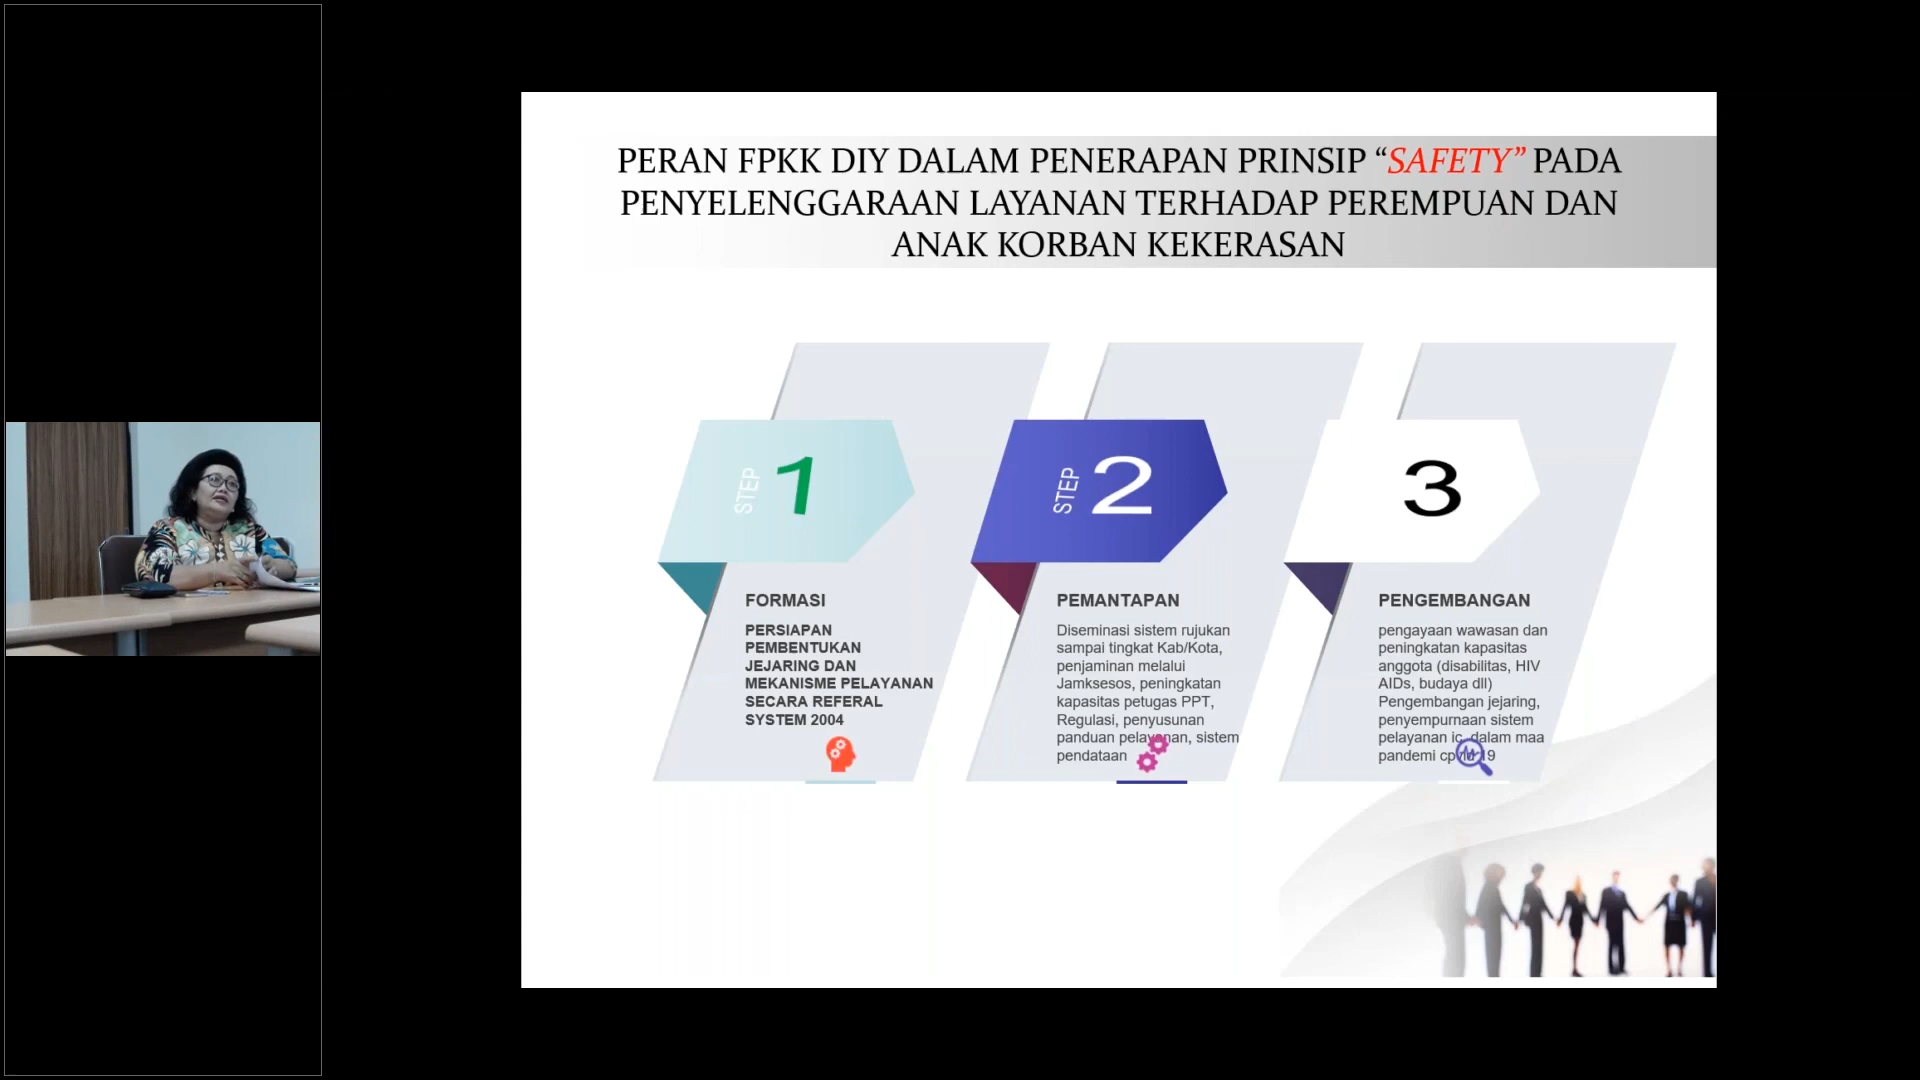 PERAN FPKK DIY DALAM PENERAPAN PRINSIP “SAFETY” PADA
PENYELENGGARAAN LAYANAN TERHADAP PEREMPUAN DAN
ANAK KORBAN KEKERASAN
STEP 1
FORMASI
PERSIAPAN
PEMBENTUKAN
JEJARING DAN
MEKANISME PELAYANAN
SECARA REFERAL
SYSTEM 2004
STEP 2
PEMANTAPAN
Diseminasi sistem rujukan
sampai tingkat Kab/Kota,
penjaminan melalui
Jamksesos, peningkatan
kapasitas petugas PPT,
Regulasi, penyusunan
panduan pelayanan, sistem
pendataan
3
PENGEMBANGAN
pengayaan wawasan dan
peningkatan kapasitas
anggota (disabilitas, HIV
AIDs, budaya dll)
Pengembangan jejaring,
penyempurnaan sistem
pelayanan dalam maa
pandemi